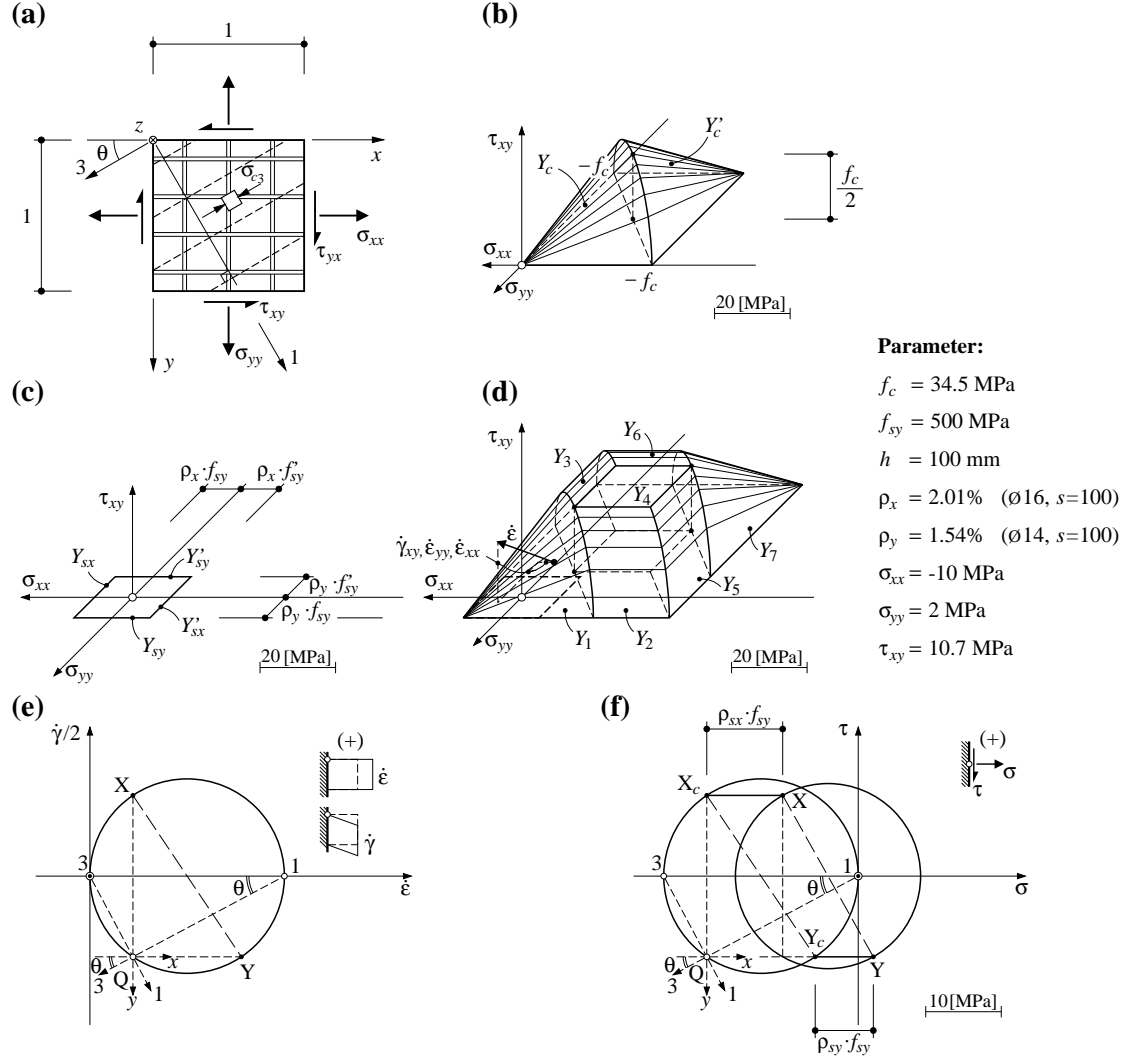 (a)
1
z
x
θ
3
σc3
1
σxx
τyx
τxy
σyy
y
1
(b)
τxy
Yc
− fc
Y'c
fc
2
σxx
σyy
− fc
20 [MPa]
Parameter:
fc = 34.5 MPa
fsy = 500 MPa
h = 100 mm
ρx = 2.01% (ø16, s=100)
ρy = 1.54% (ø14, s=100)
σxx = -10 MPa
σyy = 2 MPa
τxy = 10.7 MPa
(c)
ρx·fsy ρx·f'sy
τxy
Ysx
Y'sy
σxx
ρy·f'sy
ρy·fsy
Y'sx
Ysy
σyy
20 [MPa]
(d)
τxy
Y6
Y3
Y4
γ̇xy, ε̇yy, ε̇xx
ε̇
Y7
σxx
Y5
σyy
Y1
Y2
20 [MPa]
(e)
γ̇/2
(+)
ε̇
X
γ̇
3
1
θ
ε̇
θ
3
Q
x
Y
y
1
(f)
ρsx·fsy
τ
(+)
σ
τ
Xc
X
3
1
θ
σ
Yc
θ
3
Q
x
Y
y
1
10 [MPa]
ρsy·fsy